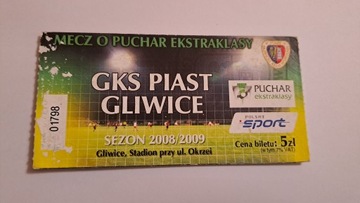 MECZ O PUCHAR EKSTRAKLASY
GKS PIAST
GLIWICE
SEZON 2008/2009
Gliwice, Stadion przy ul. Okrzei
01798
PUCHAR
ekstraklasy
POLSAT
sport
Cena biletu: 5 zł